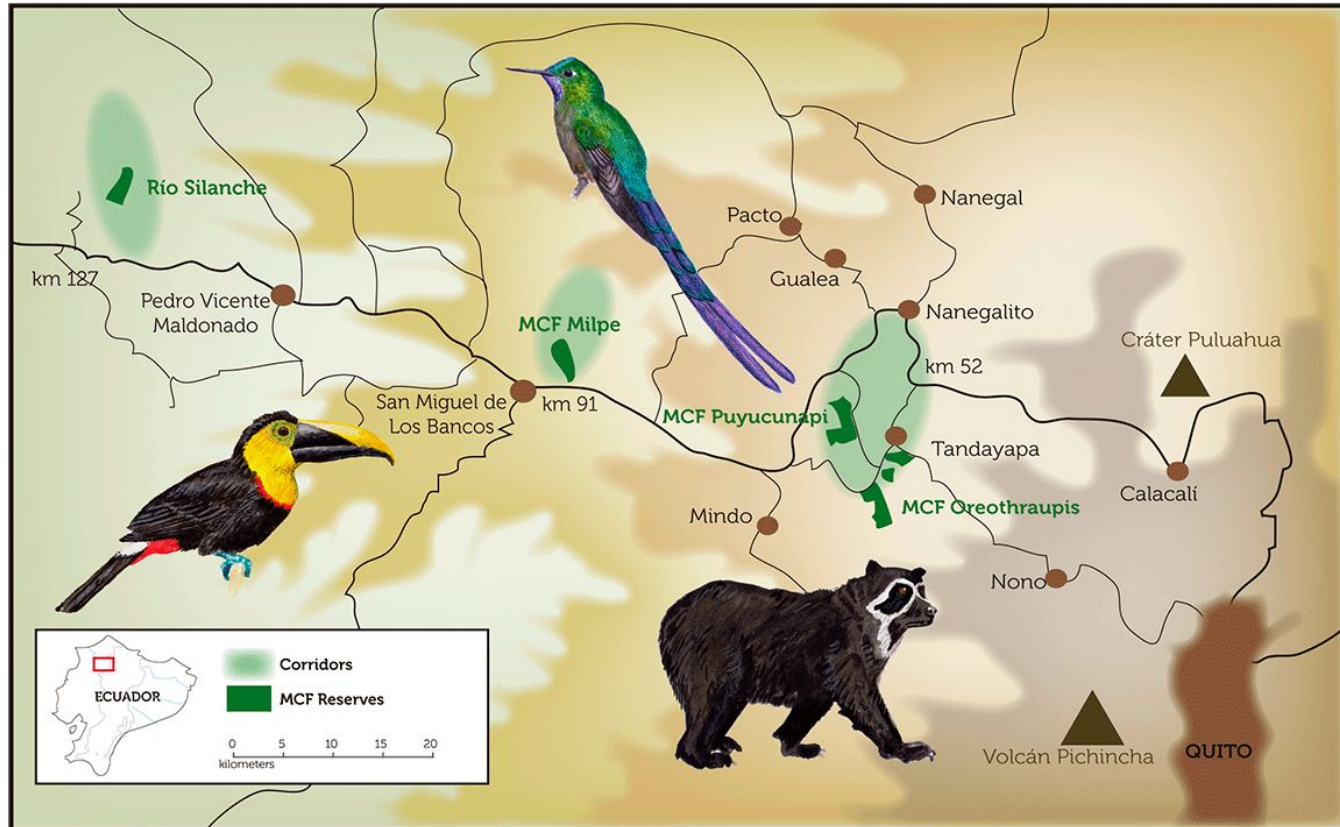 Río Silanche
km 127
Pedro Vicente
Maldonado
MCF Milpe
San Miguel de
Los Bancos
km 91
Pacto
Gualea
Nanegal
Nanegalito
km 52
Cráter Puluahua
MCF Puyucunapi
Tandayapa
MCF Oreothraupis
Calacalí
Mindo
Nono
Volcán Pichincha
QUITO
ECUADOR
Corridors
MCF Reserves
0 5 10 15 20
kilometers